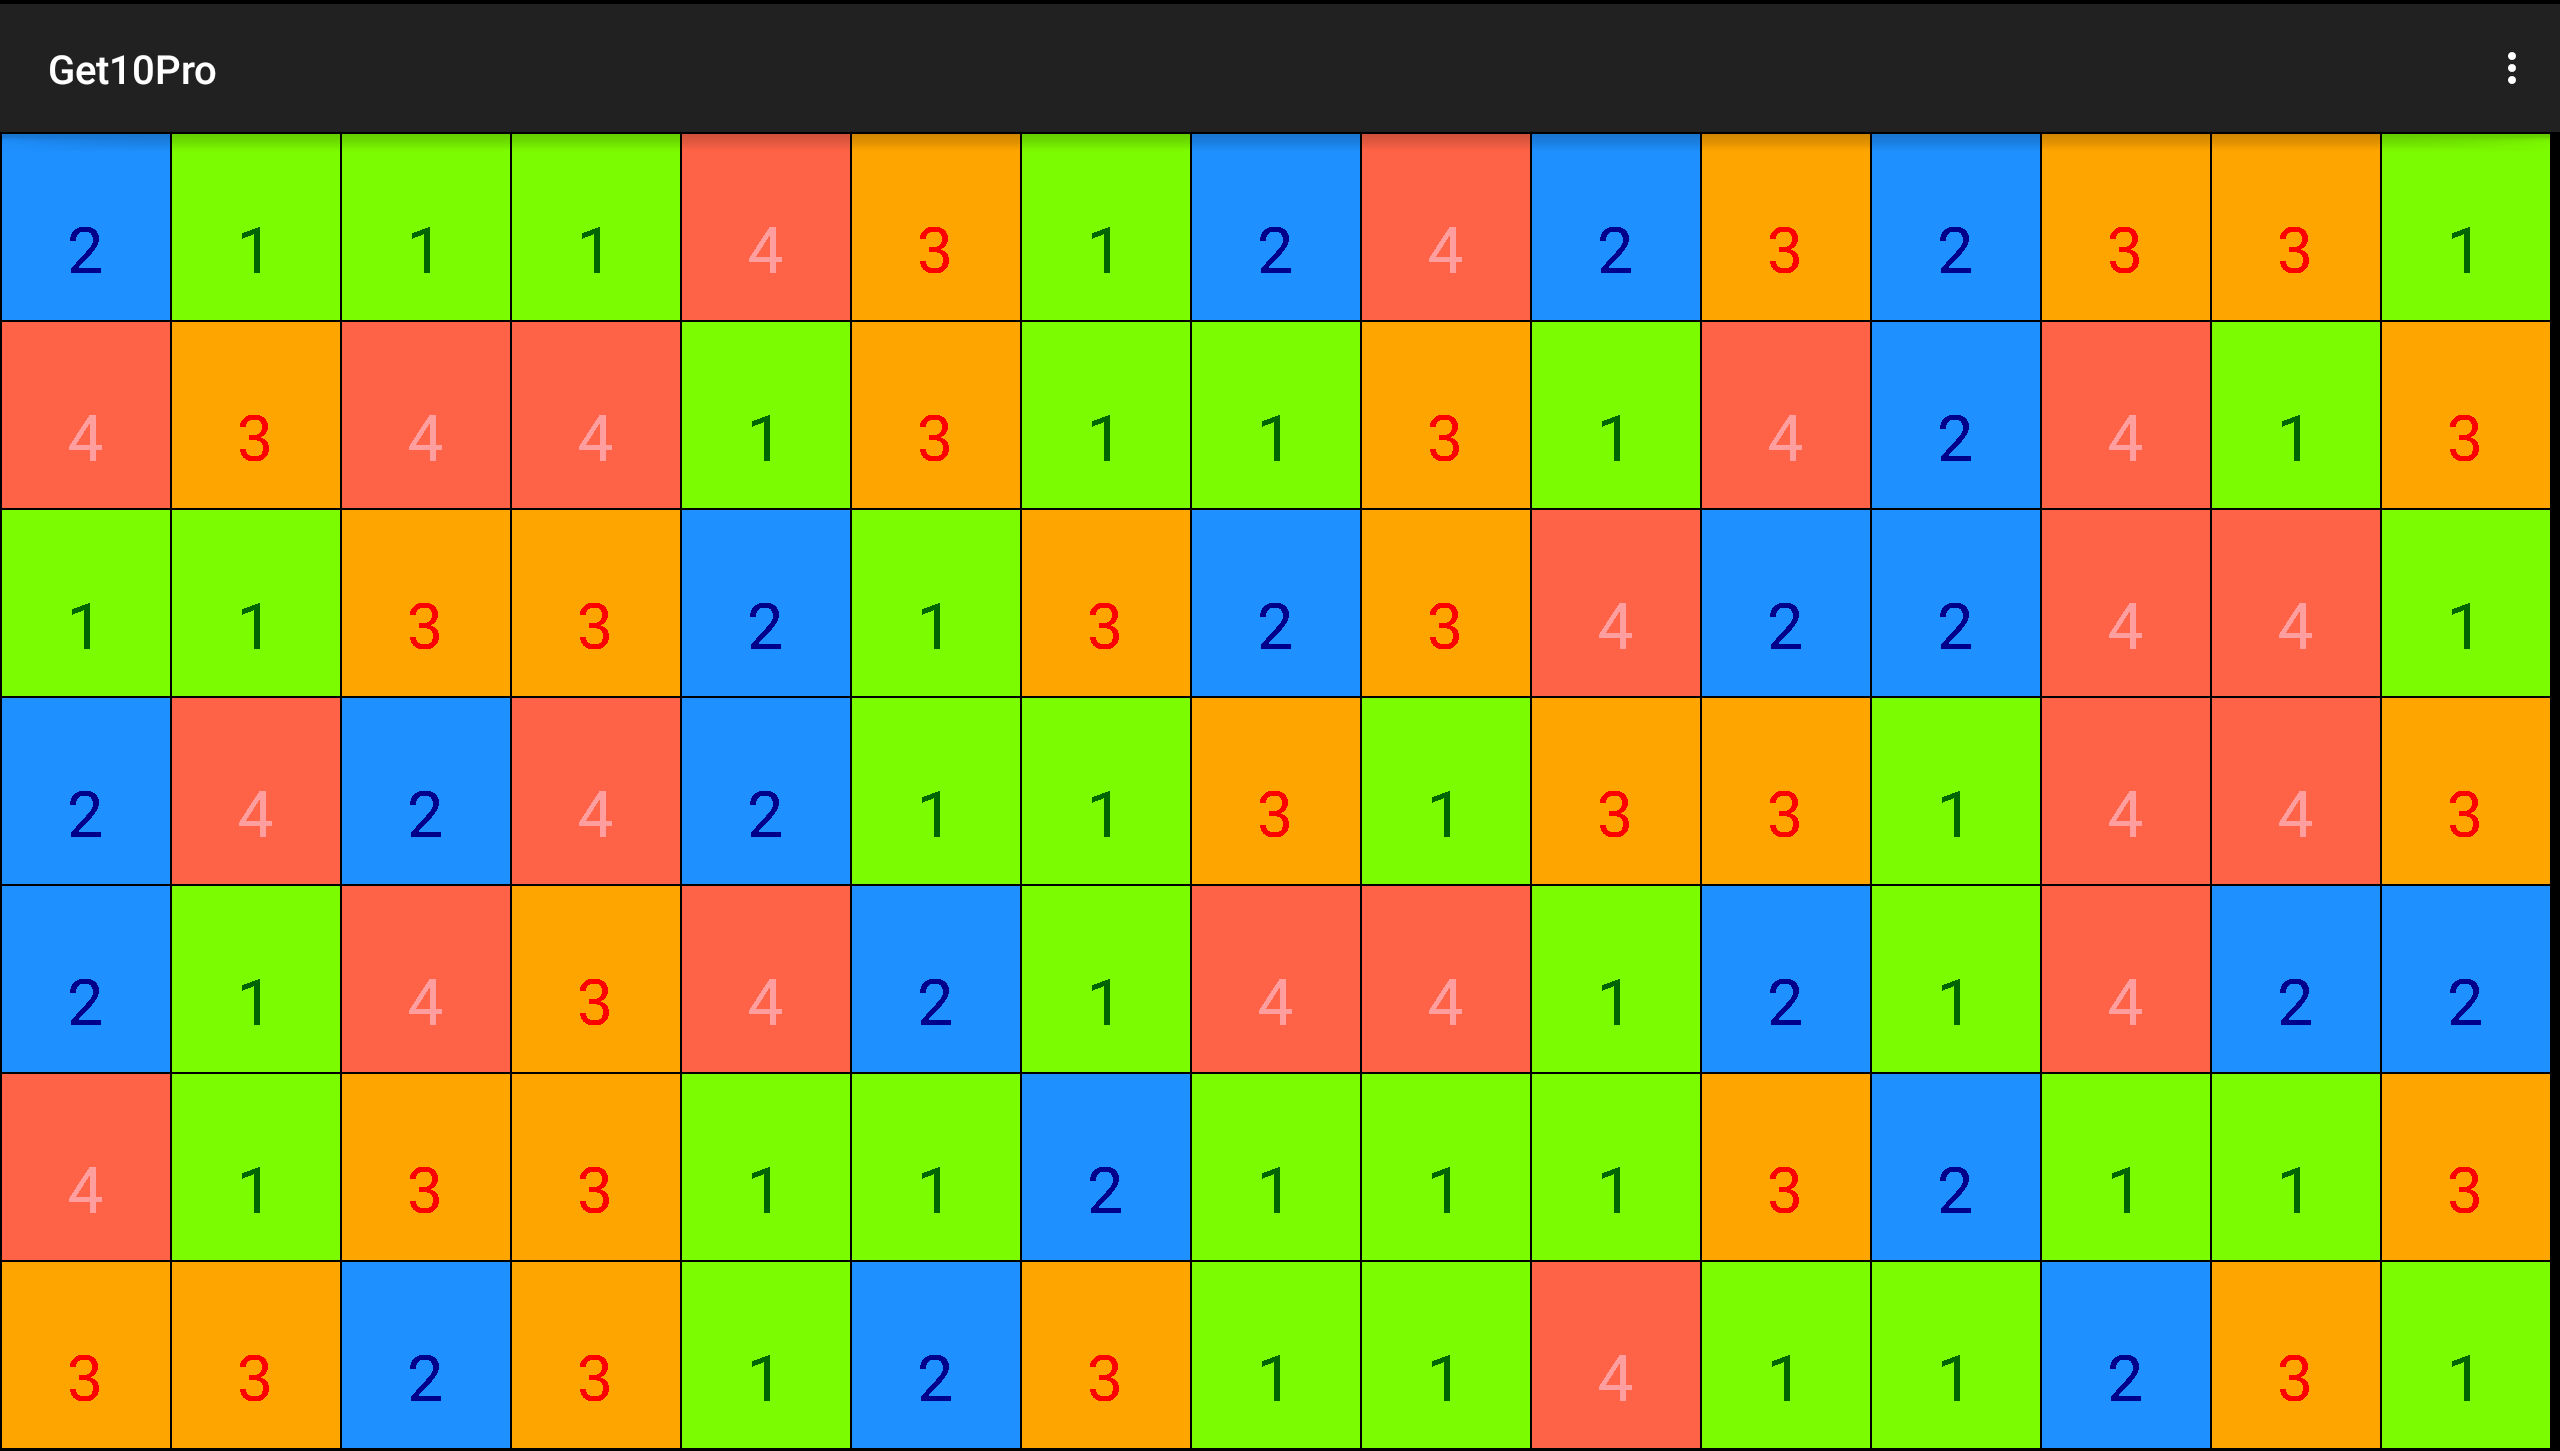 Get10Pro
2 1 1 1 4 3 1 2 4 2 3 2 3 3 1
4 3 4 4 1 3 1 1 3 1 4 2 4 1 3
1 1 3 3 2 1 3 2 3 4 2 2 4 4 1
2 4 2 4 2 1 1 3 1 3 3 1 4 4 3
2 1 4 3 4 2 1 4 4 1 2 1 4 2 2
4 1 3 3 1 1 2 1 1 1 3 2 1 1 3
3 3 2 3 1 2 3 1 1 4 1 1 2 3 1